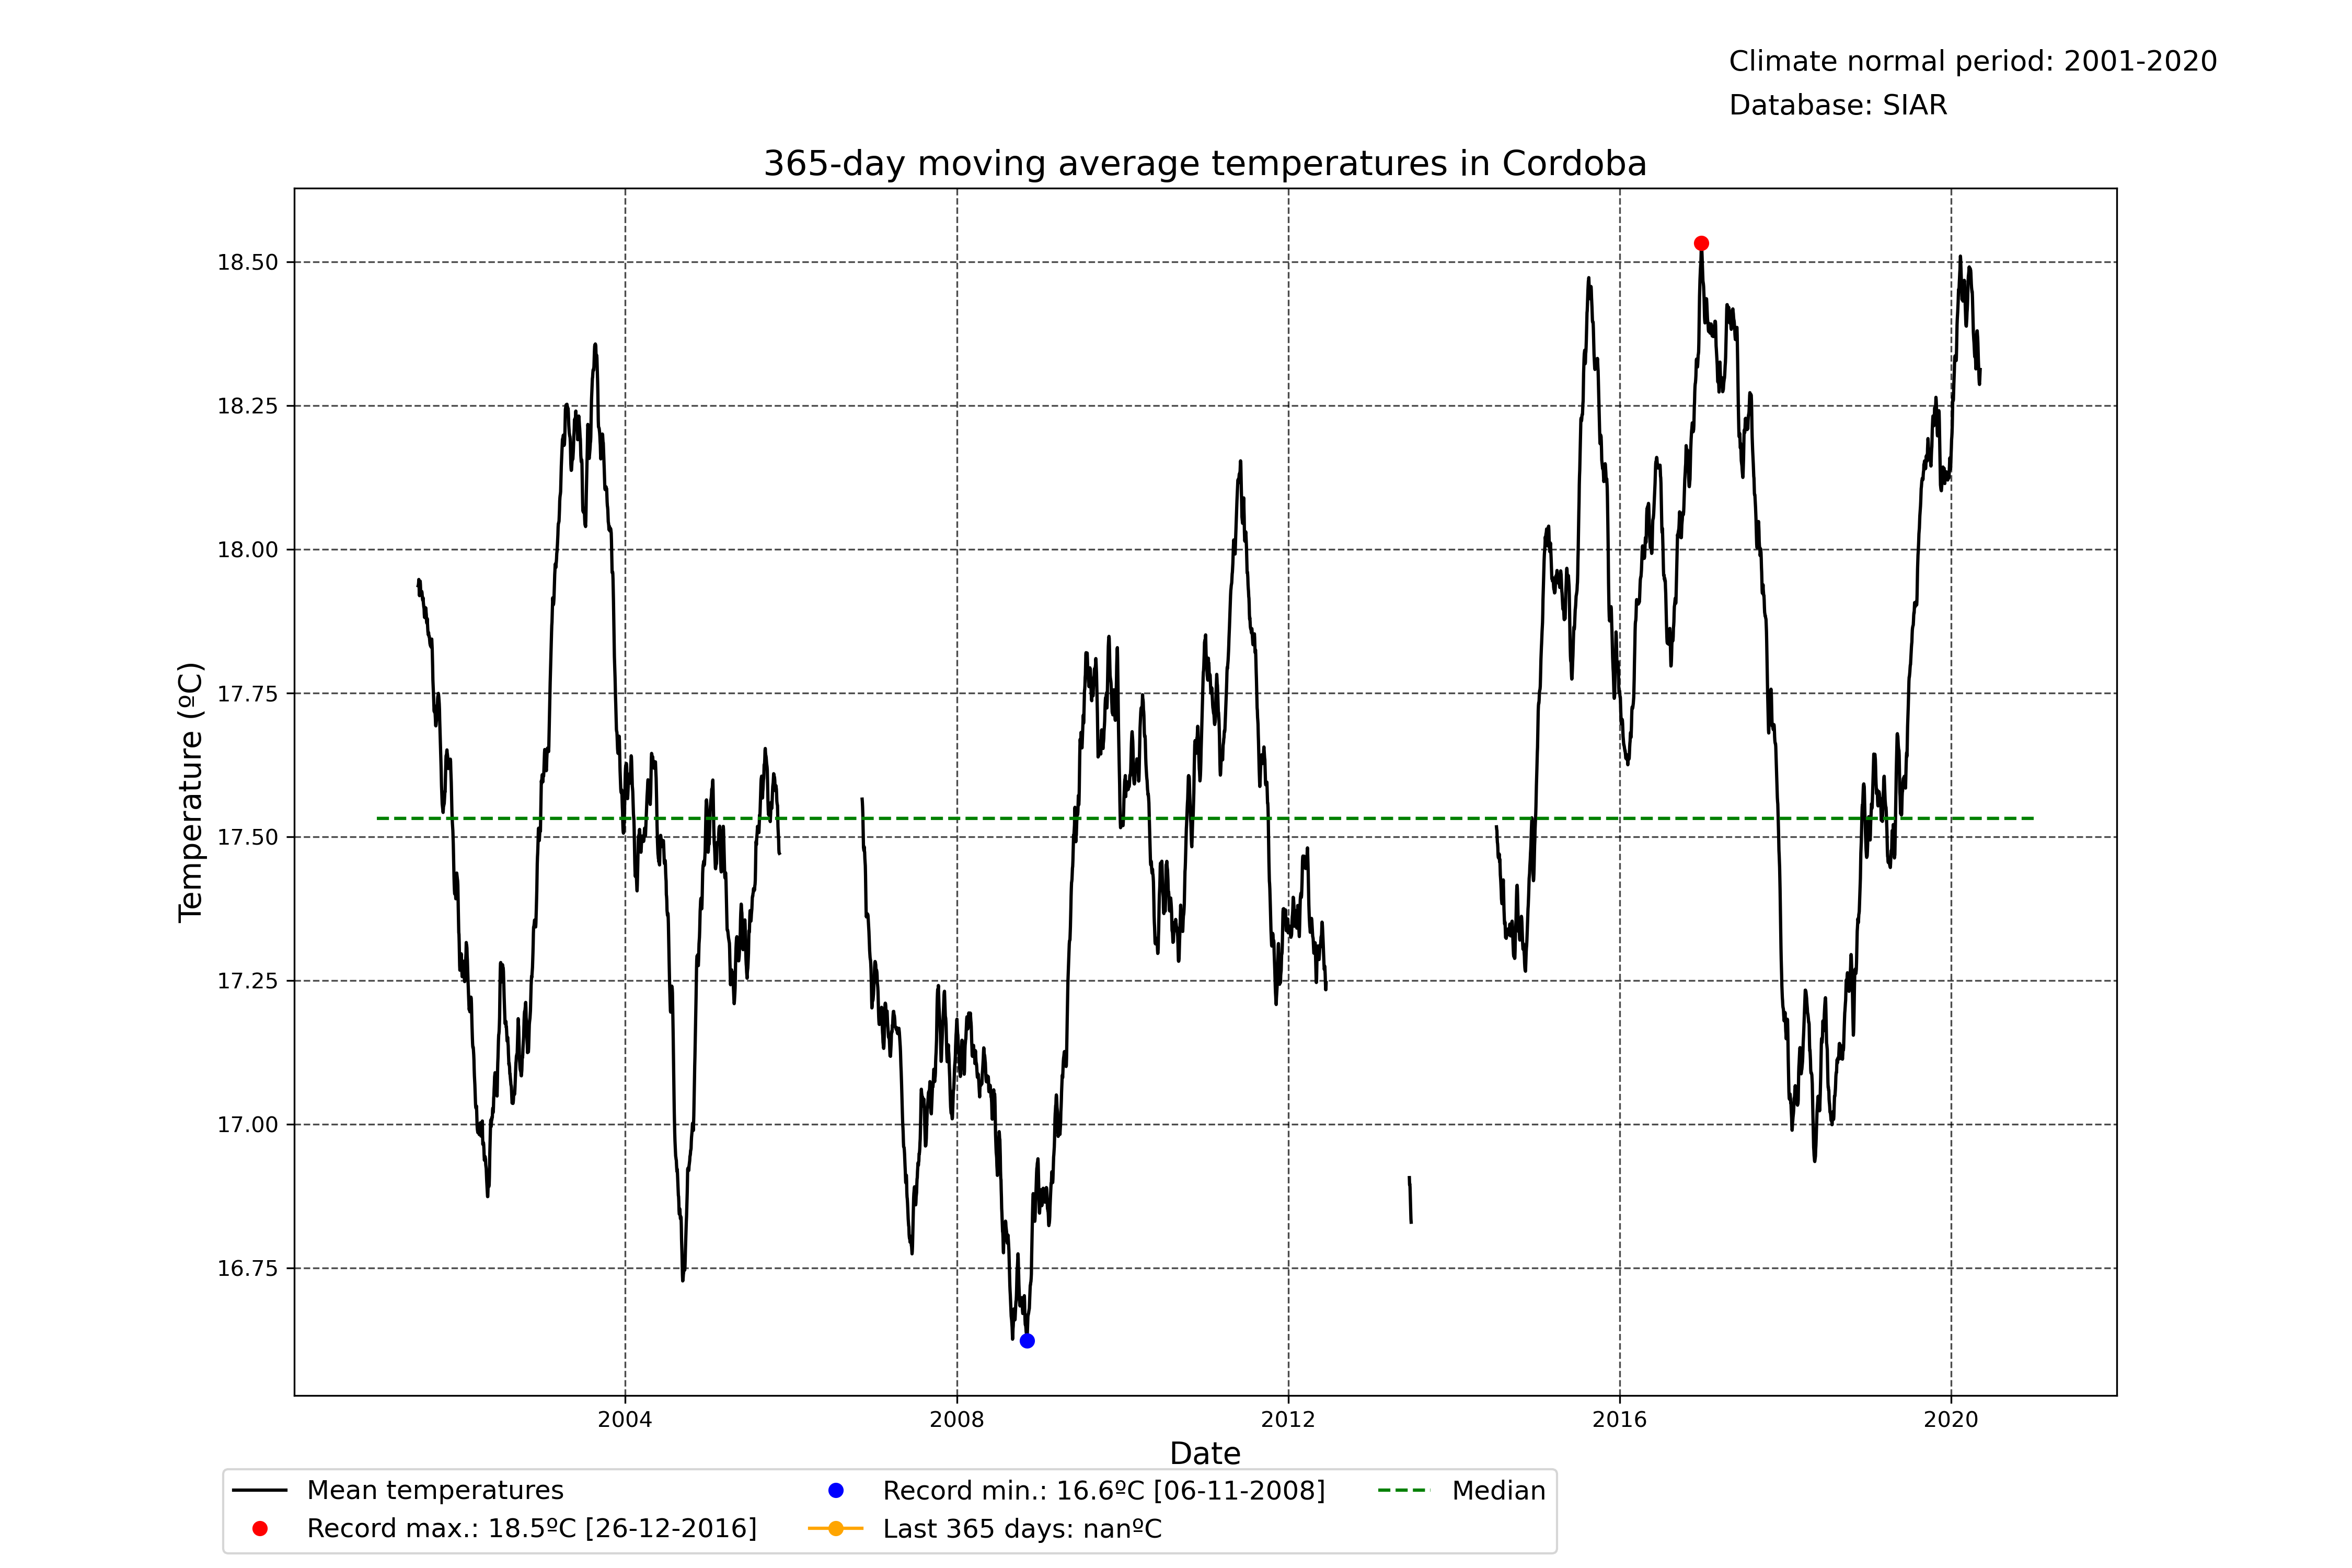 Climate normal period: 2001-2020
Database: SIAR
365-day moving average temperatures in Cordoba
18.50
18.25
18.00
17.75
17.50
17.25
17.00
16.75
Temperature (ºC)
2004 2008 2012 2016 2020
Date
Mean temperatures
Record max.: 18.5ºC [26-12-2016]
Record min.: 16.6ºC [06-11-2008]
Last 365 days: nanºC
Median